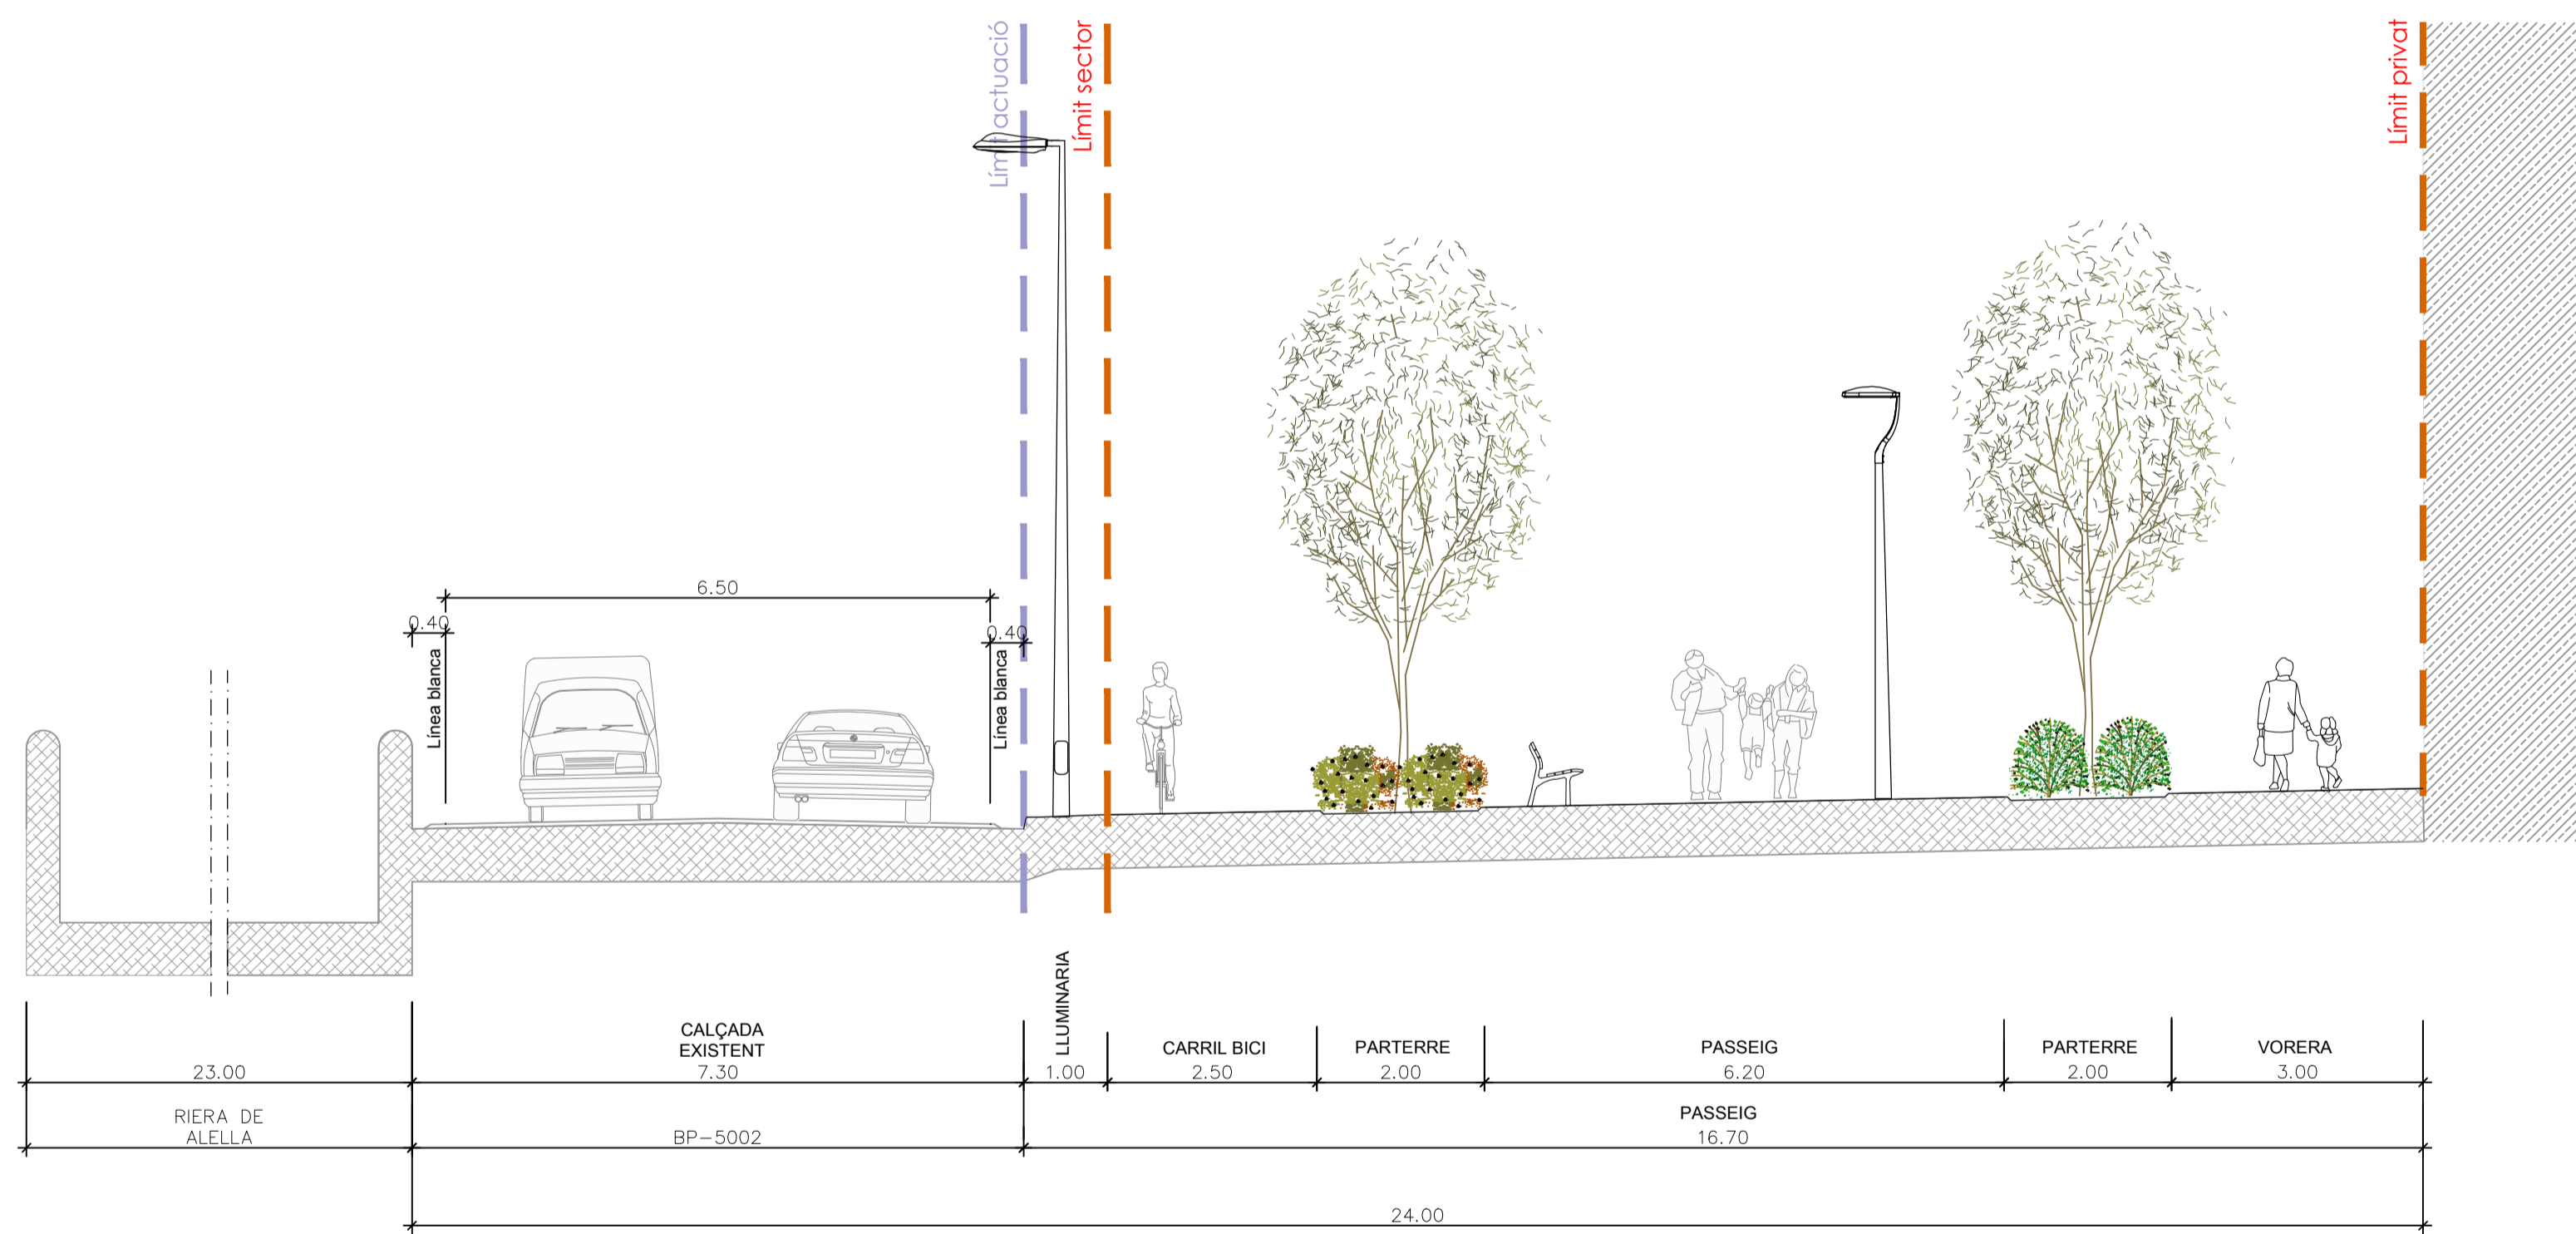 Límit actuació
Límit sector
Límit privat
6.50
0.40
0.40
Línea blanca
Línea blanca
LLUMINARIA
CALÇADA
EXISTENT
CARRIL BICI
PARTERRE
PASSEIG
PARTERRE
VORERA
23.00
7.30
1.00
2.50
2.00
6.20
2.00
3.00
RIERA DE
ALELLA
BP-5002
PASSEIG
16.70
24.00